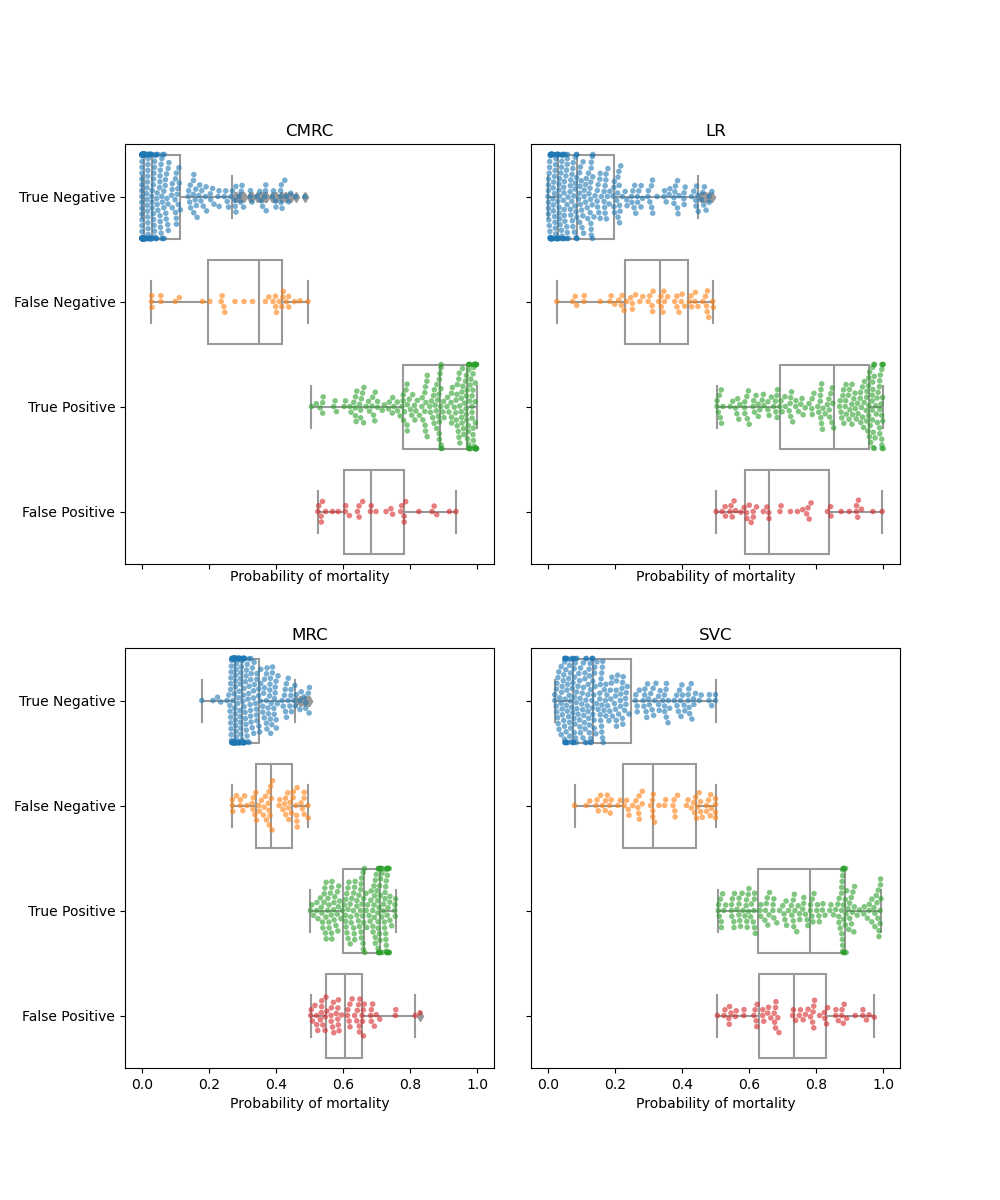 CMRC
LR
True Negative
False Negative
True Positive
False Positive
Probability of mortality
Probability of mortality
MRC
SVC
True Negative
False Negative
True Positive
False Positive
0.0 0.2 0.4 0.6 0.8 1.0
0.0 0.2 0.4 0.6 0.8 1.0
Probability of mortality
Probability of mortality